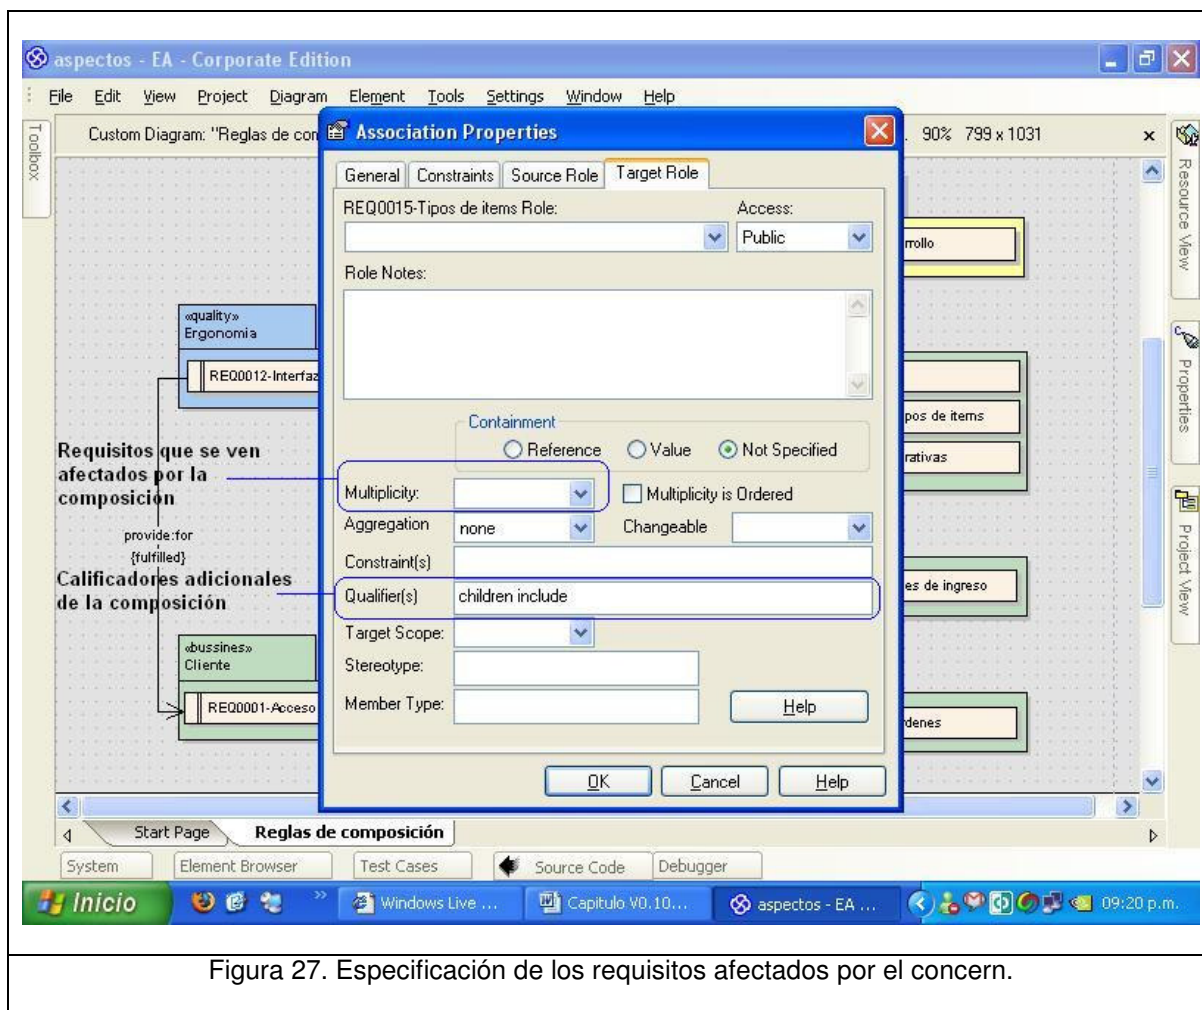 aspectos - EA - Corporate Edition
File Edit View Project Diagram Element Tools Settings Window Help
Toolbox
Custom Diagram: "Reglas de con
. 90% 799 x 1031
Resource View
Properties
Project View
Association Properties
General Constraints Source Role Target Role
REQ0015-Tipos de items Role: Access:
Public
Role Notes:
Containment
Reference Value Not Specified
Multiplicity: Multiplicity is Ordered
Aggregation none Changeable
Constraint(s)
Qualifier(s) children include
Target Scope:
Stereotype:
Member Type:
Help
OK Cancel Help
«quality»
Ergonomia
REQ0012-Interfaz
Requisitos que se ven
afectados por la
composición
provide:for
{fulfilled}
Calificadores adicionales
de la composición
«bussines»
Cliente
REQ0001-Acceso
rrollo
pos de items
rativas
es de ingreso
denes
Start Page Reglas de composición
System Element Browser Test Cases Source Code Debugger
Inicio » Windows Live ... Capitulo V0.10... aspectos - EA ... 09:20 p.m.
Figura 27. Especificación de los requisitos afectados por el concern.